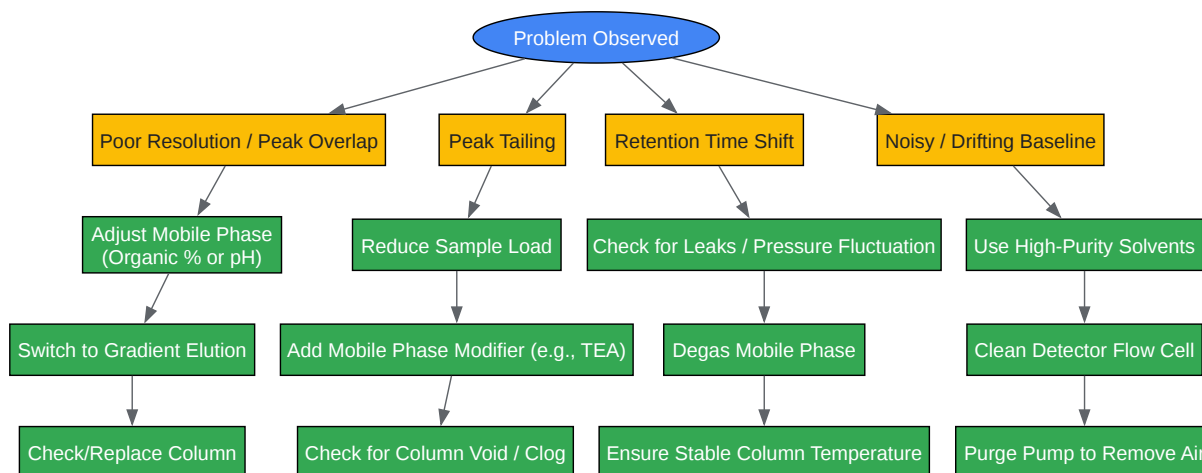 Problem Observed
Poor Resolution / Peak Overlap
Peak Tailing
Retention Time Shift
Noisy / Drifting Baseline
Adjust Mobile Phase
(Organic % or pH)
Reduce Sample Load
Check for Leaks / Pressure Fluctuation
Use High-Purity Solvents
Switch to Gradient Elution
Add Mobile Phase Modifier (e.g., TEA)
Degas Mobile Phase
Clean Detector Flow Cell
Check/Replace Column
Check for Column Void / Clog
Ensure Stable Column Temperature
Purge Pump to Remove Air